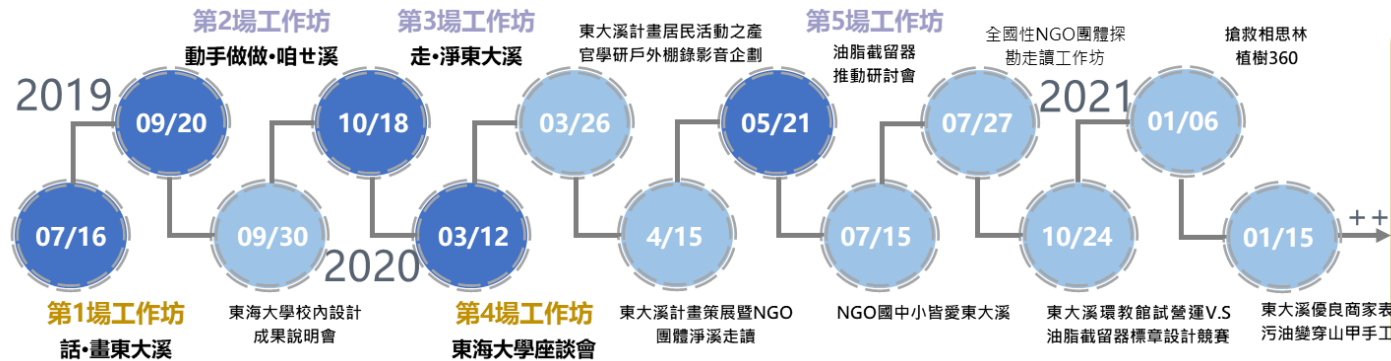 第2場工作坊
動手做做•咱ㄝ溪
第3場工作坊
走•淨東大溪
東大溪計畫居民活動之產
官學研戶外棚錄影音企劃
第5場工作坊
油脂截留器
推動研討會
全國性NGO團體探
勘走讀工作坊
搶救相思林
植樹360
2019
2021
09/20
10/18
03/26
05/21
07/27
01/06
07/16
09/30
2020
03/12
4/15
07/15
10/24
01/15
++
第1場工作坊
話•畫東大溪
東海大學校內設計
成果說明會
第4場工作坊
東海大學座談會
東大溪計畫策展暨NGO
團體淨溪走讀
NGO國中小皆愛東大溪
東大溪環教館試營運V.S
油脂截留器標章設計競賽
東大溪優良商家表
污油變穿山甲手工